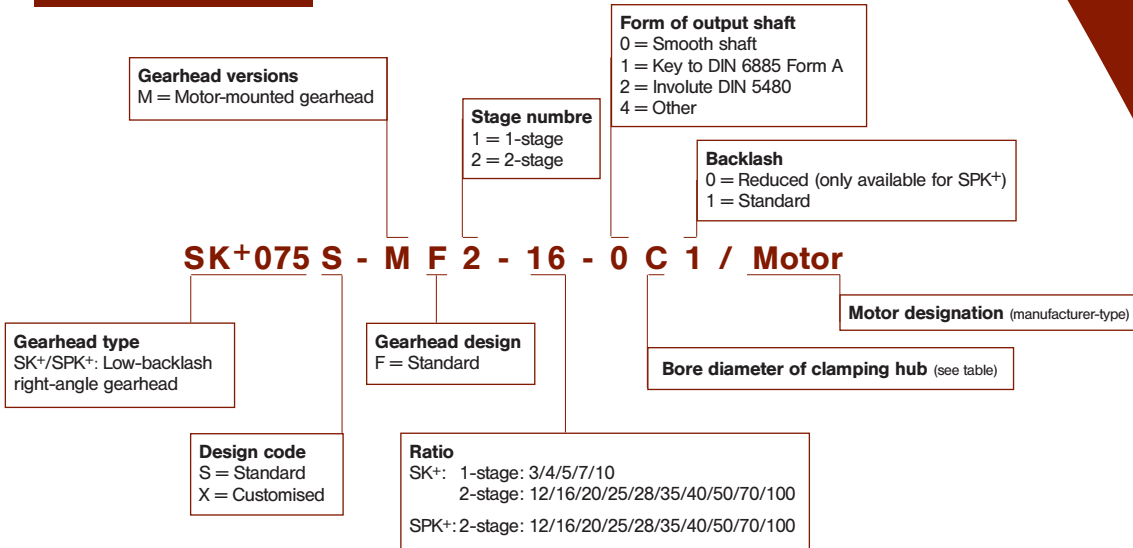 Form of output shaft
0 = Smooth shaft
1 = Key to DIN 6885 Form A
2 = Involute DIN 5480
4 = Other
Gearhead versions
M = Motor-mounted gearhead
Stage numbre
1 = 1-stage
2 = 2-stage
Backlash
0 = Reduced (only available for SPK+)
1 = Standard
SK+075 S - M F 2 - 16 - 0 C 1 / Motor
Motor designation (manufacturer-type)
Gearhead type
SK+/SPK+: Low-backlash
right-angle gearhead
Gearhead design
F = Standard
Bore diameter of clamping hub (see table)
Design code
S = Standard
X = Customised
Ratio
SK+: 1-stage: 3/4/5/7/10
2-stage: 12/16/20/25/28/35/40/50/70/100
SPK+: 2-stage: 12/16/20/25/28/35/40/50/70/100